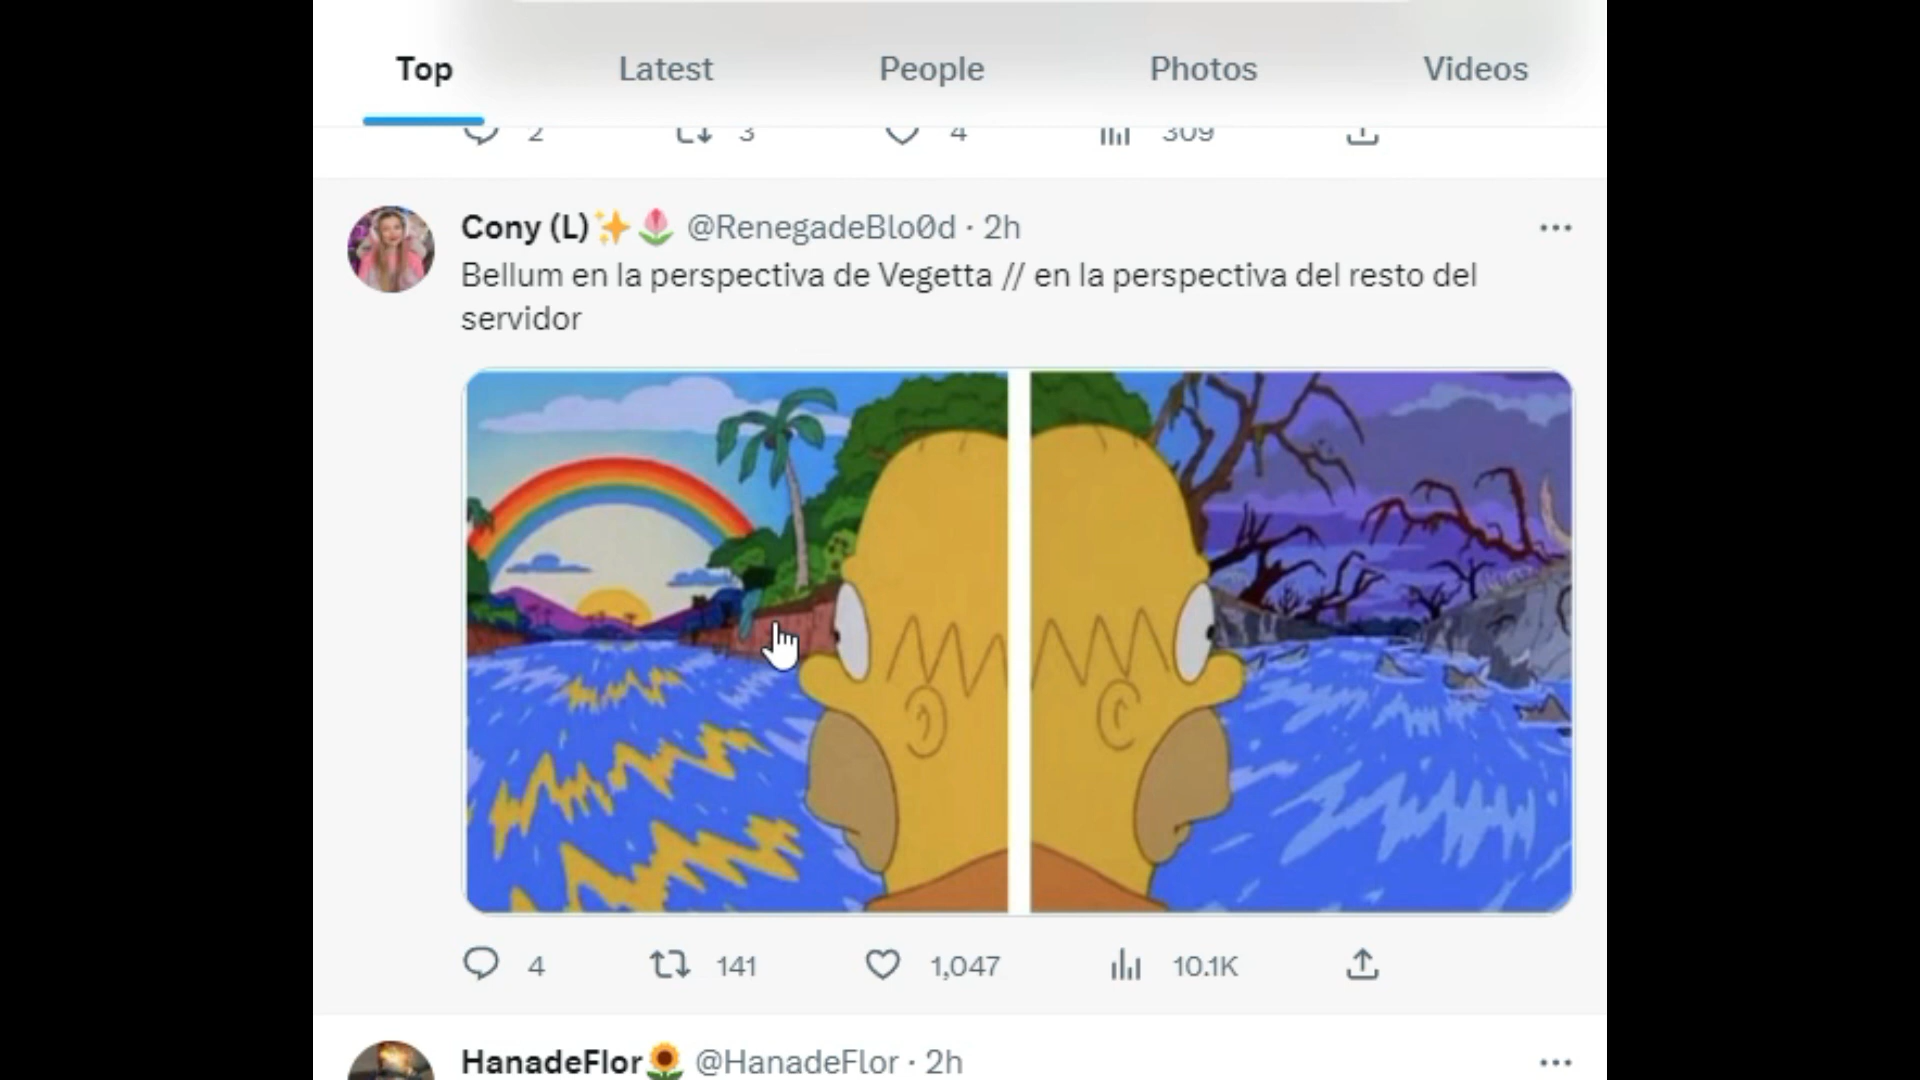 Top Latest People Photos Videos
2 3 4 309
Cony (L)✨🌷 @RenegadeBlo0d · 2h
Bellum en la perspectiva de Vegetta // en la perspectiva del resto del
servidor
4 141 1,047 10.1K
HanadeFlor🌻 @HanadeFlor · 2h